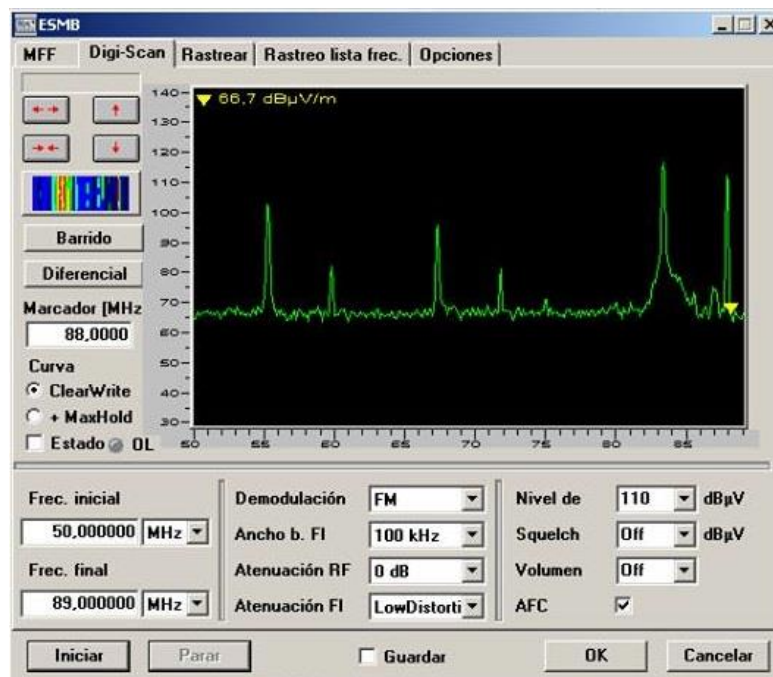 ESMB
MFF Digi-Scan Rastrear Rastreo lista frec. Opciones
66,7 dBµV/m
140
130
120
110
100
90
80
70
60
50
40
30
50 55 60 65 70 75 80 85
Barrido
Diferencial
Marcador [MHz
88,0000
Curva
ClearWrite
+ MaxHold
Estado OL
Frec. inicial Demodulación FM Nivel de 110 dBµV
50,000000 MHz Ancho b. FI 100 kHz Squelch Off dBµV
Frec. final Atenuación RF 0 dB Volumen Off
89,000000 MHz Atenuación FI LowDistorti AFC
Iniciar Parar Guardar OK Cancelar